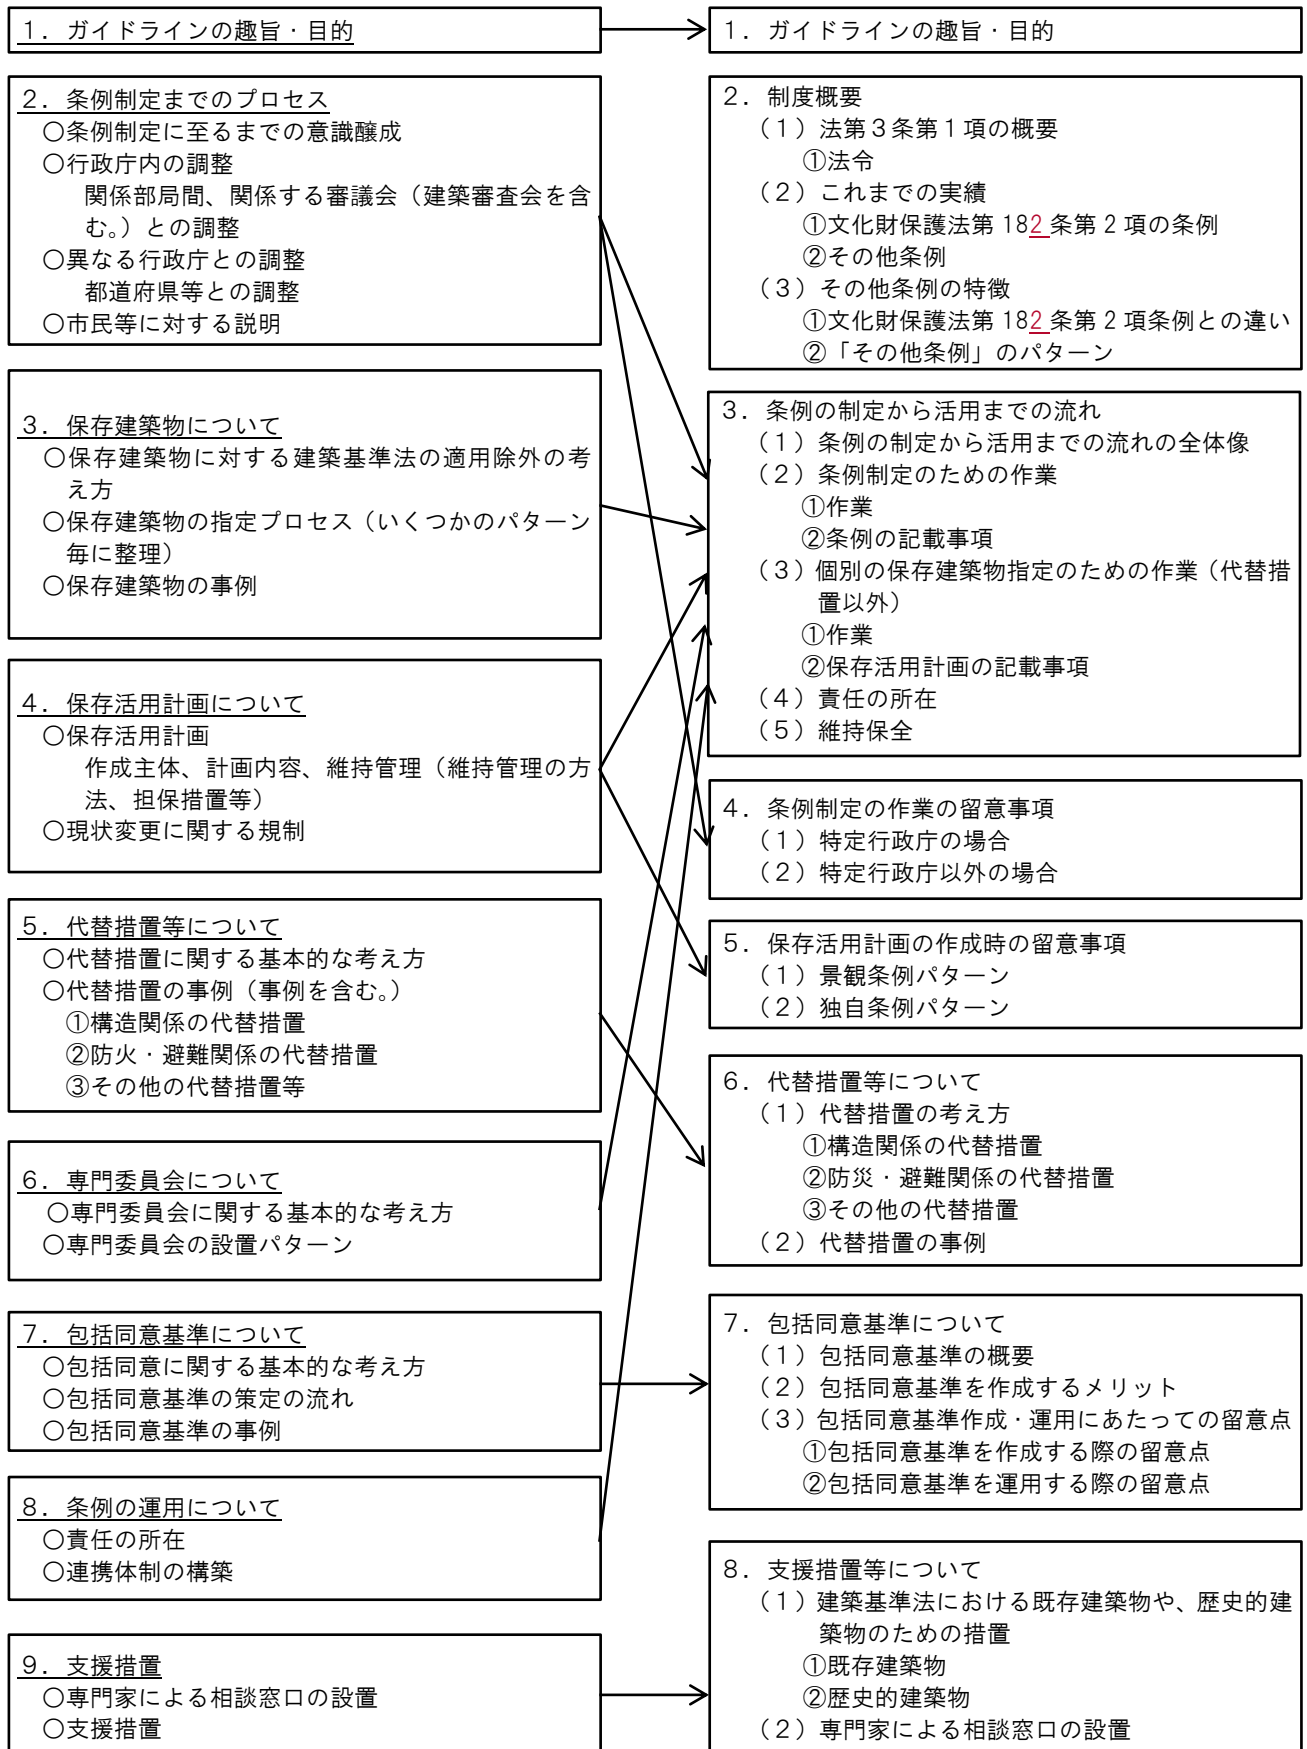 １．ガイドラインの趣旨・目的
２．条例制定までのプロセス
〇条例制定に至るまでの意識醸成
〇行政庁内の調整
関係部局間、関係する審議会（建築審査会を含
む。）との調整
〇異なる行政庁との調整
都道府県等との調整
〇市民等に対する説明
３．保存建築物について
〇保存建築物に対する建築基準法の適用除外の考
え方
〇保存建築物の指定プロセス（いくつかのパターン
毎に整理）
〇保存建築物の事例
４．保存活用計画について
〇保存活用計画
作成主体、計画内容、維持管理（維持管理の方
法、担保措置等）
〇現状変更に関する規制
５．代替措置等について
〇代替措置に関する基本的な考え方
〇代替措置の事例（事例を含む。）
①構造関係の代替措置
②防火・避難関係の代替措置
③その他の代替措置等
６．専門委員会について
〇専門委員会に関する基本的な考え方
〇専門委員会の設置パターン
７．包括同意基準について
〇包括同意に関する基本的な考え方
〇包括同意基準の策定の流れ
〇包括同意基準の事例
８．条例の運用について
〇責任の所在
〇連携体制の構築
９．支援措置
〇専門家による相談窓口の設置
〇支援措置
１．ガイドラインの趣旨・目的
２．制度概要
（１）法第３条第１項の概要
①法令
（２）これまでの実績
①文化財保護法第 182 条第 2 項の条例
②その他条例
（３）その他条例の特徴
①文化財保護法第 182 条第 2 項条例との違い
②「その他条例」のパターン
３．条例の制定から活用までの流れ
（１）条例の制定から活用までの流れの全体像
（２）条例制定のための作業
①作業
②条例の記載事項
（３）個別の保存建築物指定のための作業（代替措
置以外）
①作業
②保存活用計画の記載事項
（４）責任の所在
（５）維持保全
４．条例制定の作業の留意事項
（１）特定行政庁の場合
（２）特定行政庁以外の場合
５．保存活用計画の作成時の留意事項
（１）景観条例パターン
（２）独自条例パターン
６．代替措置等について
（１）代替措置の考え方
①構造関係の代替措置
②防災・避難関係の代替措置
③その他の代替措置
（２）代替措置の事例
７．包括同意基準について
（１）包括同意基準の概要
（２）包括同意基準を作成するメリット
（３）包括同意基準作成・運用にあたっての留意点
①包括同意基準を作成する際の留意点
②包括同意基準を運用する際の留意点
８．支援措置等について
（１）建築基準法における既存建築物や、歴史的建
築物のための措置
①既存建築物
②歴史的建築物
（２）専門家による相談窓口の設置